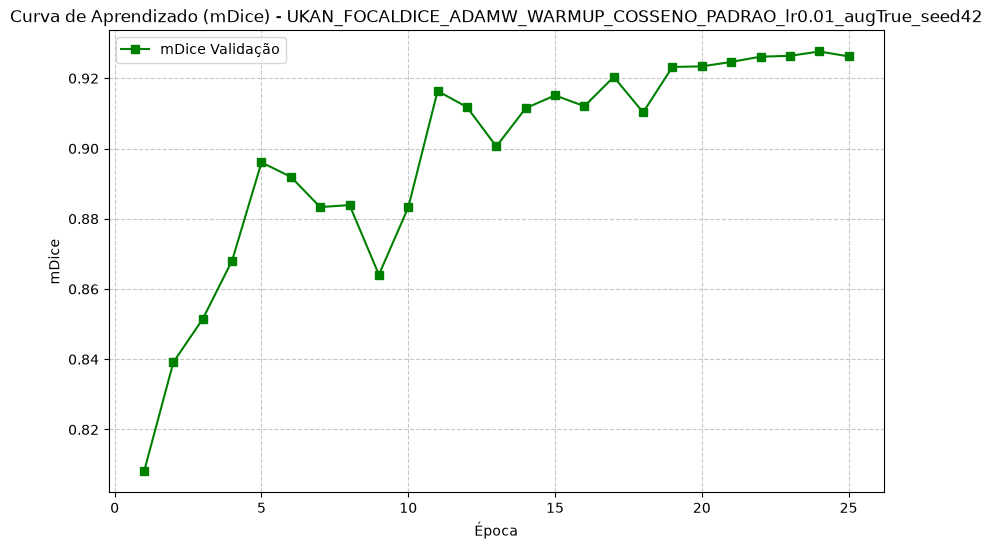 Curva de Aprendizado (mDice) - UKAN_FOCALDICE_ADAMW_WARMUP_COSSENO_PADRAO_lr0.01_augTrue_seed42
mDice Validação
0.92
0.90
0.88
0.86
0.84
0.82
mDice
0 5 10 15 20 25
Época